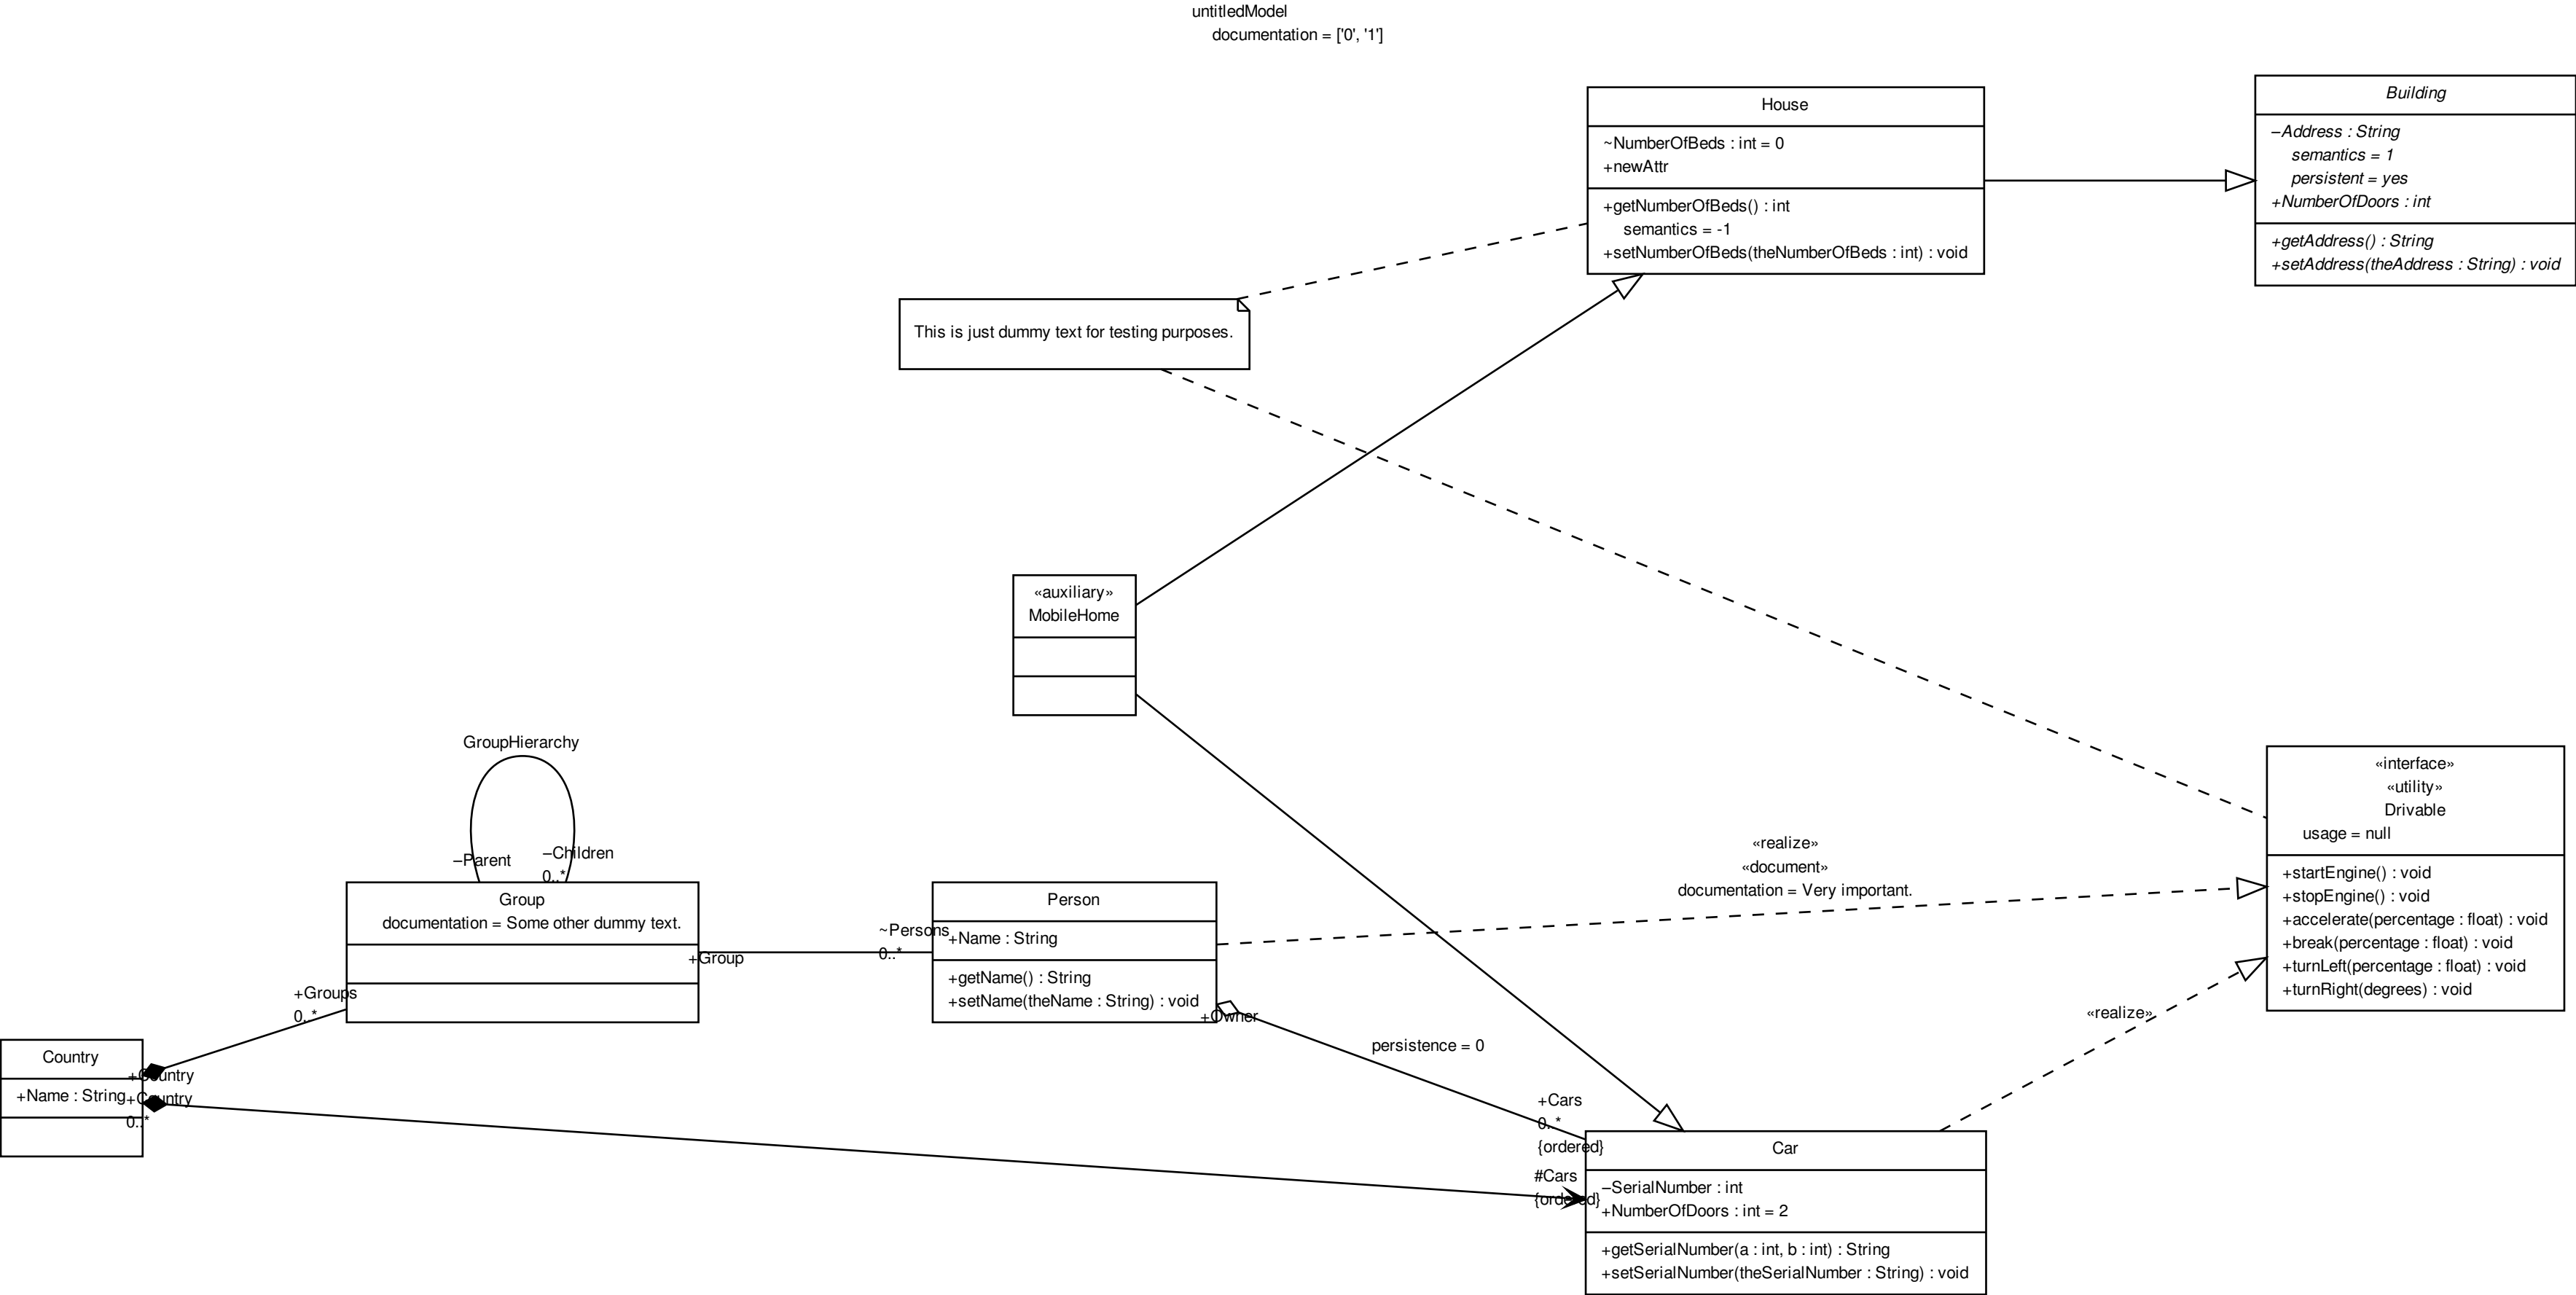 untitledModel
documentation = ['0', '1']
House
~NumberOfBeds : int = 0
+newAttr
+getNumberOfBeds() : int
semantics = -1
+setNumberOfBeds(theNumberOfBeds : int) : void
Building
–Address : String
semantics = 1
persistent = yes
+NumberOfDoors : int
+getAddress() : String
+setAddress(theAddress : String) : void
This is just dummy text for testing purposes.
«auxiliary»
MobileHome
GroupHierarchy
–Parent
–Children
0..*
Group
documentation = Some other dummy text.
+Group
~Persons
0..*
Person
+Name : String
+getName() : String
+setName(theName : String) : void
+Owner
«realize»
«document»
documentation = Very important.
«interface»
«utility»
Drivable
usage = null
+startEngine() : void
+stopEngine() : void
+accelerate(percentage : float) : void
+break(percentage : float) : void
+turnLeft(percentage : float) : void
+turnRight(degrees) : void
«realize»
persistence = 0
+Groups
0..*
Country
+Name : String
+Country
+Country
0..*
+Cars
0..*
{ordered}
#Cars
{ordered}
Car
–SerialNumber : int
+NumberOfDoors : int = 2
+getSerialNumber(a : int, b : int) : String
+setSerialNumber(theSerialNumber : String) : void